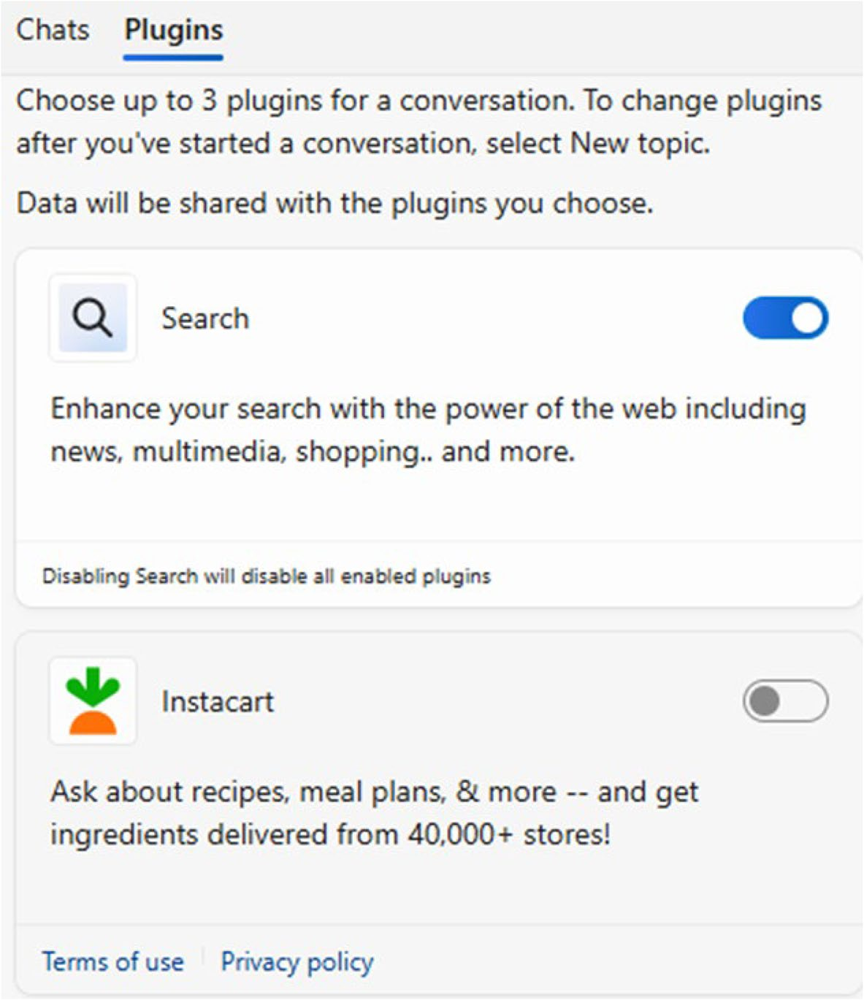 Chats Plugins
Choose up to 3 plugins for a conversation. To change plugins
after you've started a conversation, select New topic.
Data will be shared with the plugins you choose.
Search
Enhance your search with the power of the web including
news, multimedia, shopping.. and more.
Disabling Search will disable all enabled plugins
Instacart
Ask about recipes, meal plans, & more -- and get
ingredients delivered from 40,000+ stores!
Terms of use Privacy policy